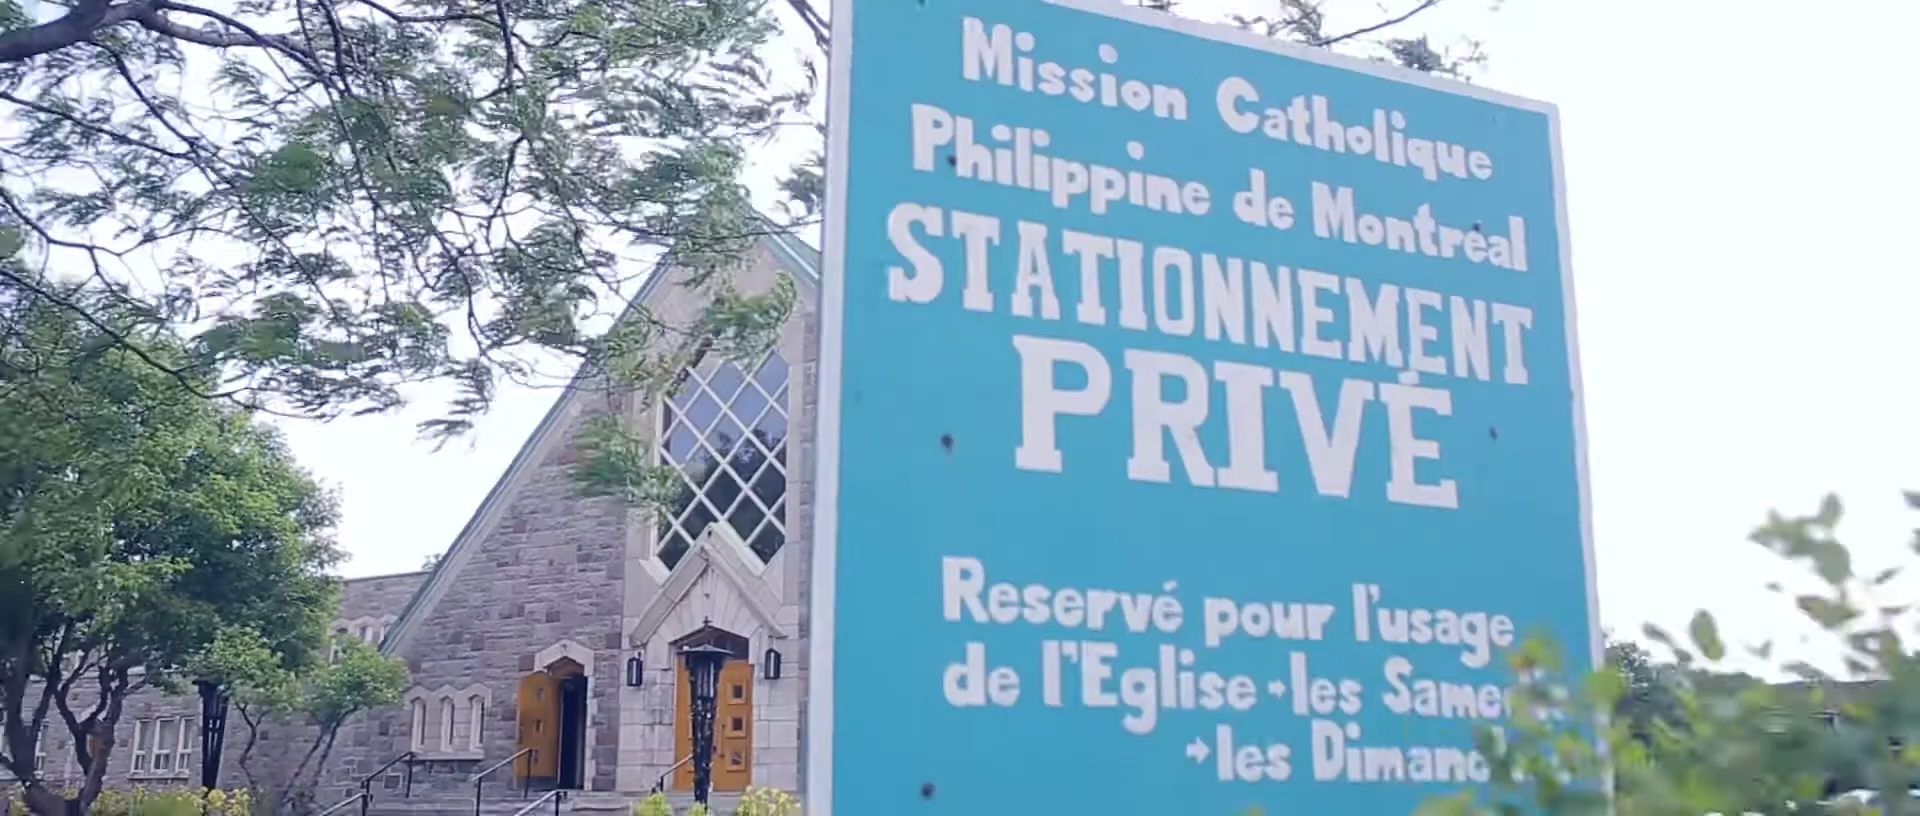 Mission Catholique
Philippine de Montréal
STATIONNEMENT
PRIVÉ
Reservé pour l'usage
de l'Eglise → les
→ les